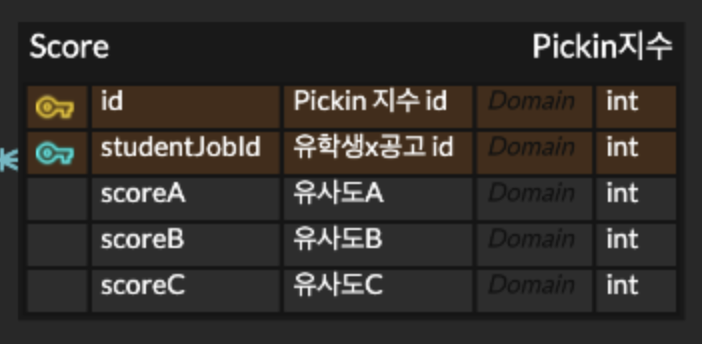 Score Pickin지수
id Pickin 지수 id Domain int
studentJobId 유학생x공고 id Domain int
scoreA 유사도A Domain int
scoreB 유사도B Domain int
scoreC 유사도C Domain int